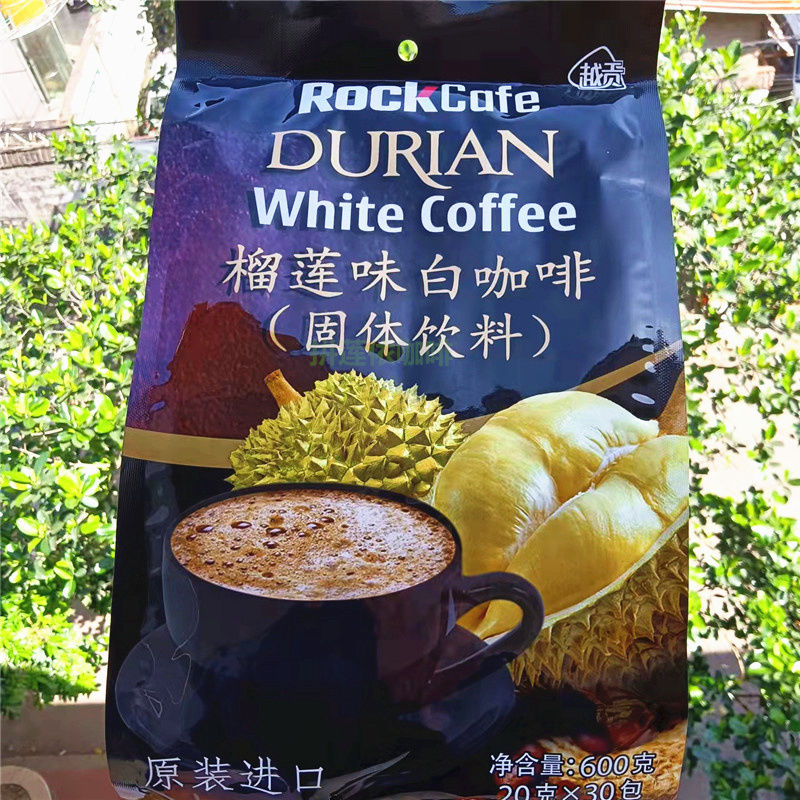 越贡
RockCafe
DURIAN
White Coffee
榴莲味白咖啡
（固体饮料）
原装进口
净含量:600克
20克×30包